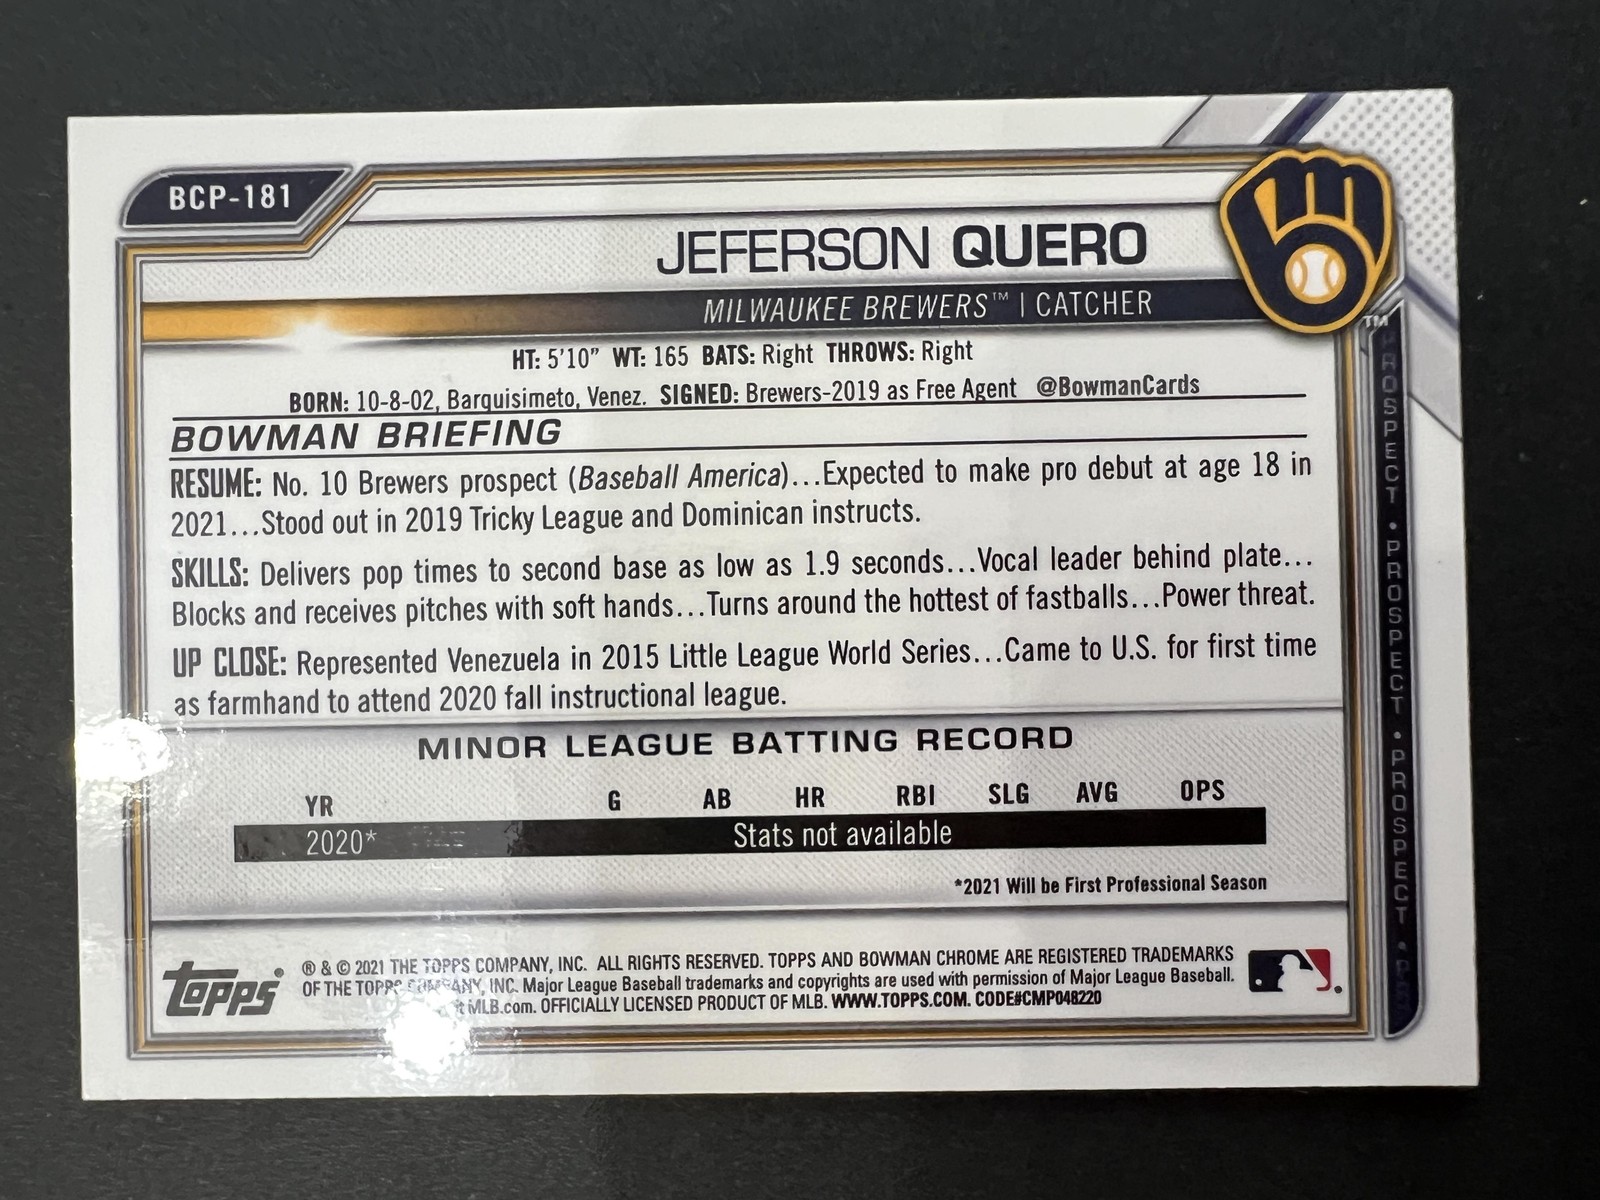 BCP-181
JEFERSON QUERO
MILWAUKEE BREWERS™ | CATCHER
TM
HT: 5'10" WT: 165 BATS: Right THROWS: Right
BORN: 10-8-02, Barquisimeto, Venez. SIGNED: Brewers-2019 as Free Agent @BowmanCards
BOWMAN BRIEFING
RESUME: No. 10 Brewers prospect (Baseball America)...Expected to make pro debut at age 18 in
2021...Stood out in 2019 Tricky League and Dominican instructs.
SKILLS: Delivers pop times to second base as low as 1.9 seconds...Vocal leader behind plate...
Blocks and receives pitches with soft hands...Turns around the hottest of fastballs...Power threat.
UP CLOSE: Represented Venezuela in 2015 Little League World Series...Came to U.S. for first time
as farmhand to attend 2020 fall instructional league.
MINOR LEAGUE BATTING RECORD
YR G AB HR RBI SLG AVG OPS
2020* Stats not available
*2021 Will be First Professional Season
Topps
® & © 2021 THE TOPPS COMPANY, INC. ALL RIGHTS RESERVED. TOPPS AND BOWMAN CHROME ARE REGISTERED TRADEMARKS
OF THE TOPPS COMPANY, INC. Major League Baseball trademarks and copyrights are used with permission of Major League Baseball.
MLB.com. OFFICIALLY LICENSED PRODUCT OF MLB. WWW.TOPPS.COM. CODE#CMP048220
PROSPECT • PROSPECT • PROSPECT •